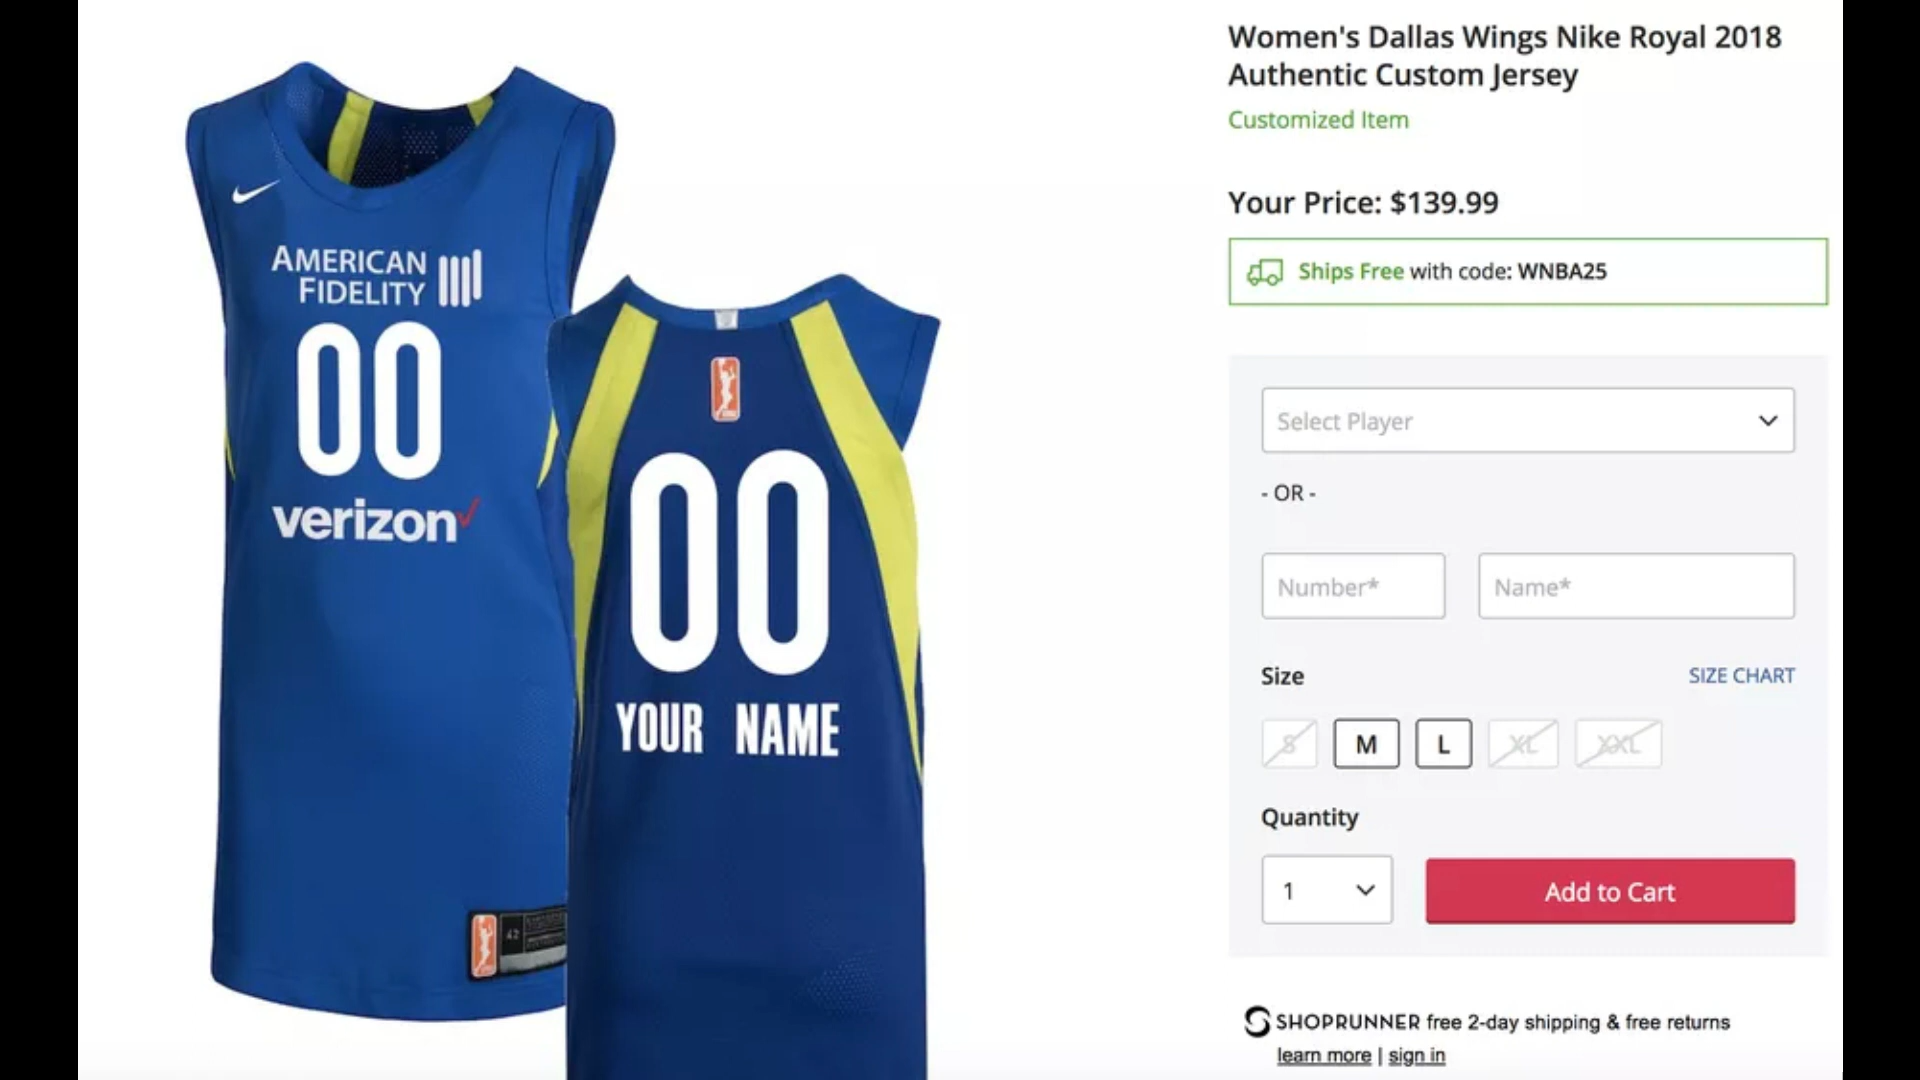 Women's Dallas Wings Nike Royal 2018
Authentic Custom Jersey
Customized Item
Your Price: $139.99
Ships Free with code: WNBA25
Select Player
- OR -
Number*
Name*
Size
SIZE CHART
S
M
L
XL
XXL
Quantity
1
Add to Cart
SHOPRUNNER free 2-day shipping & free returns
learn more | sign in
AMERICAN
FIDELITY
00
verizon
42
00
YOUR NAME